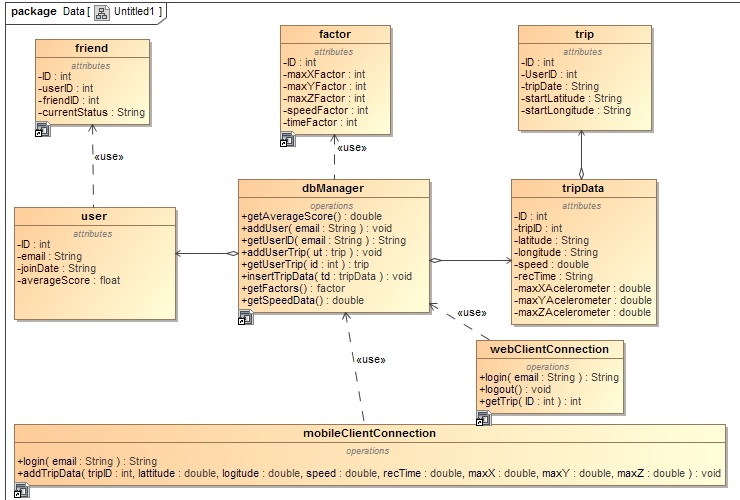 package Data [ Untitled1 ]
friend
attributes
-ID : int
-userID : int
-friendID : int
-currentStatus : String
factor
attributes
-ID : int
-maxXFactor : int
-maxYFactor : int
-maxZFactor : int
-speedFactor : int
-timeFactor : int
trip
attributes
-ID : int
-UserID : int
-tripDate : String
-startLatitude : String
-startLongitude : String
«use»
«use»
user
attributes
-ID : int
-email : String
-joinDate : String
-averageScore : float
dbManager
operations
+getAverageScore() : double
+addUser( email : String ) : void
+getUserID( email : String ) : String
+addUserTrip( ut : trip ) : void
+getUserTrip( id : int ) : trip
+insertTripData( td : tripData ) : void
+getFactors() : factor
+getSpeedData() : double
tripData
attributes
-ID : int
-tripID : int
-latitude : String
-longitude : String
-speed : double
-recTime : String
-maxXAcelerometer : double
-maxYAcelerometer : double
-maxZAcelerometer : double
«use»
«use»
webClientConnection
operations
+login( email : String ) : String
+logout() : void
+getTrip( ID : int ) : int
mobileClientConnection
operations
+login( email : String ) : String
+addTripData( tripID : int, lattitude : double, logitude : double, speed : double, recTime : double, maxX : double, maxY : double, maxZ : double ) : void